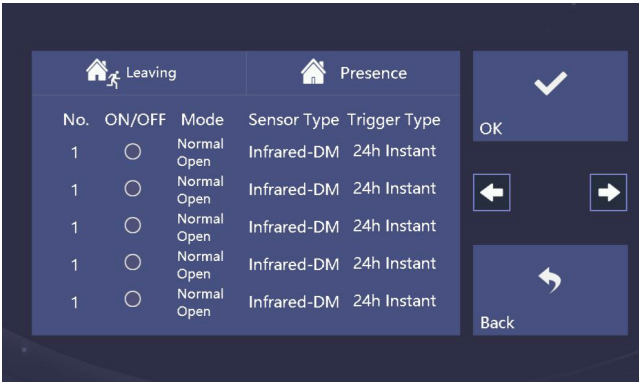 Leaving Presence
No. ON/OFF Mode Sensor Type Trigger Type
1 Normal Open Infrared-DM 24h Instant
1 Normal Open Infrared-DM 24h Instant
1 Normal Open Infrared-DM 24h Instant
1 Normal Open Infrared-DM 24h Instant
1 Normal Open Infrared-DM 24h Instant
OK
Back